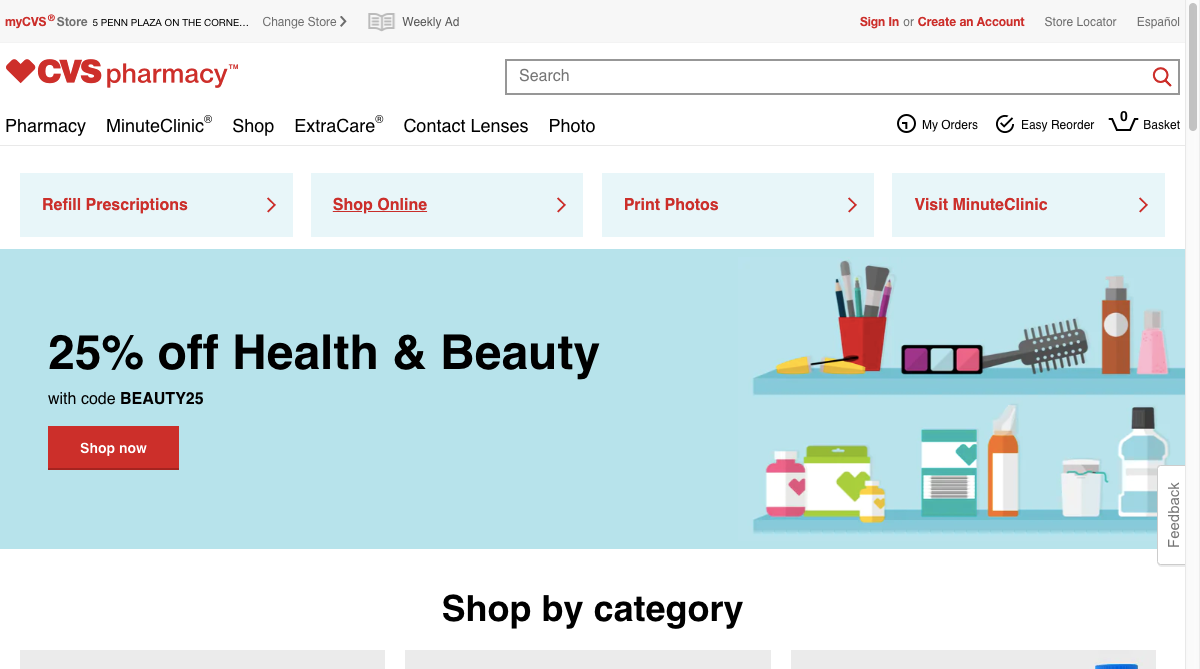 myCVS® Store 5 PENN PLAZA ON THE CORNE... Change Store Weekly Ad Sign In or Create an Account Store Locator Español
CVS pharmacy™
Search
Pharmacy MinuteClinic® Shop ExtraCare® Contact Lenses Photo
My Orders Easy Reorder 0 Basket
Refill Prescriptions Shop Online Print Photos Visit MinuteClinic
25% off Health & Beauty
with code BEAUTY25
Shop now
Feedback
Shop by category